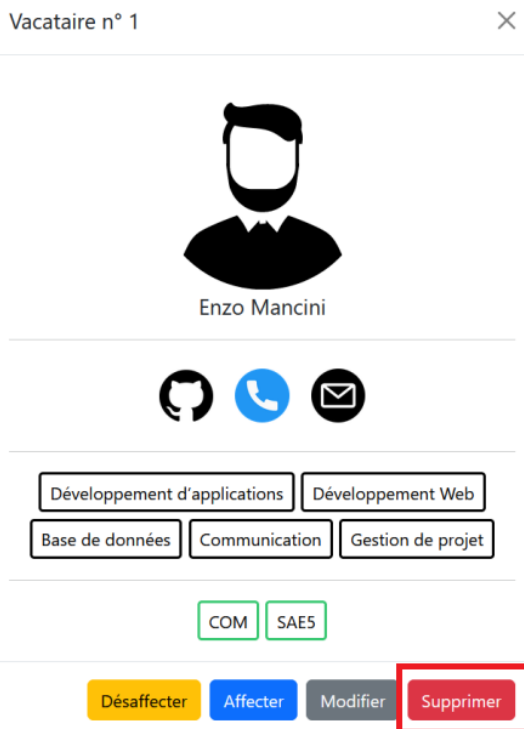 Vacataire n° 1
Enzo Mancini
Développement d'applications Développement Web
Base de données Communication Gestion de projet
COM SAE5
Désaffecter Affecter Modifier Supprimer